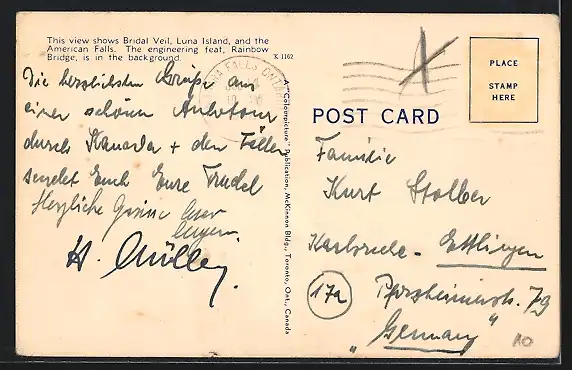 This view shows Bridal Veil, Luna Island, and the
American Falls. The engineering feat, Rainbow
Bridge, is in the background.
K 1162
Die herzlichsten Grüße aus
einer schönen Autotour
durch Kanada + den Fällen
sendet Euch Eure Trudel
Herzliche Grüsse
H. Müller.
A "Colourpicture" Publication, McKinnon Bldg., Toronto, Ont., Canada
POST CARD
PLACE
STAMP
HERE
Familie
Kurt Stolber
Karlsruhe - Ettlingen
17a Pforzheimerstr. 79
"Germany"